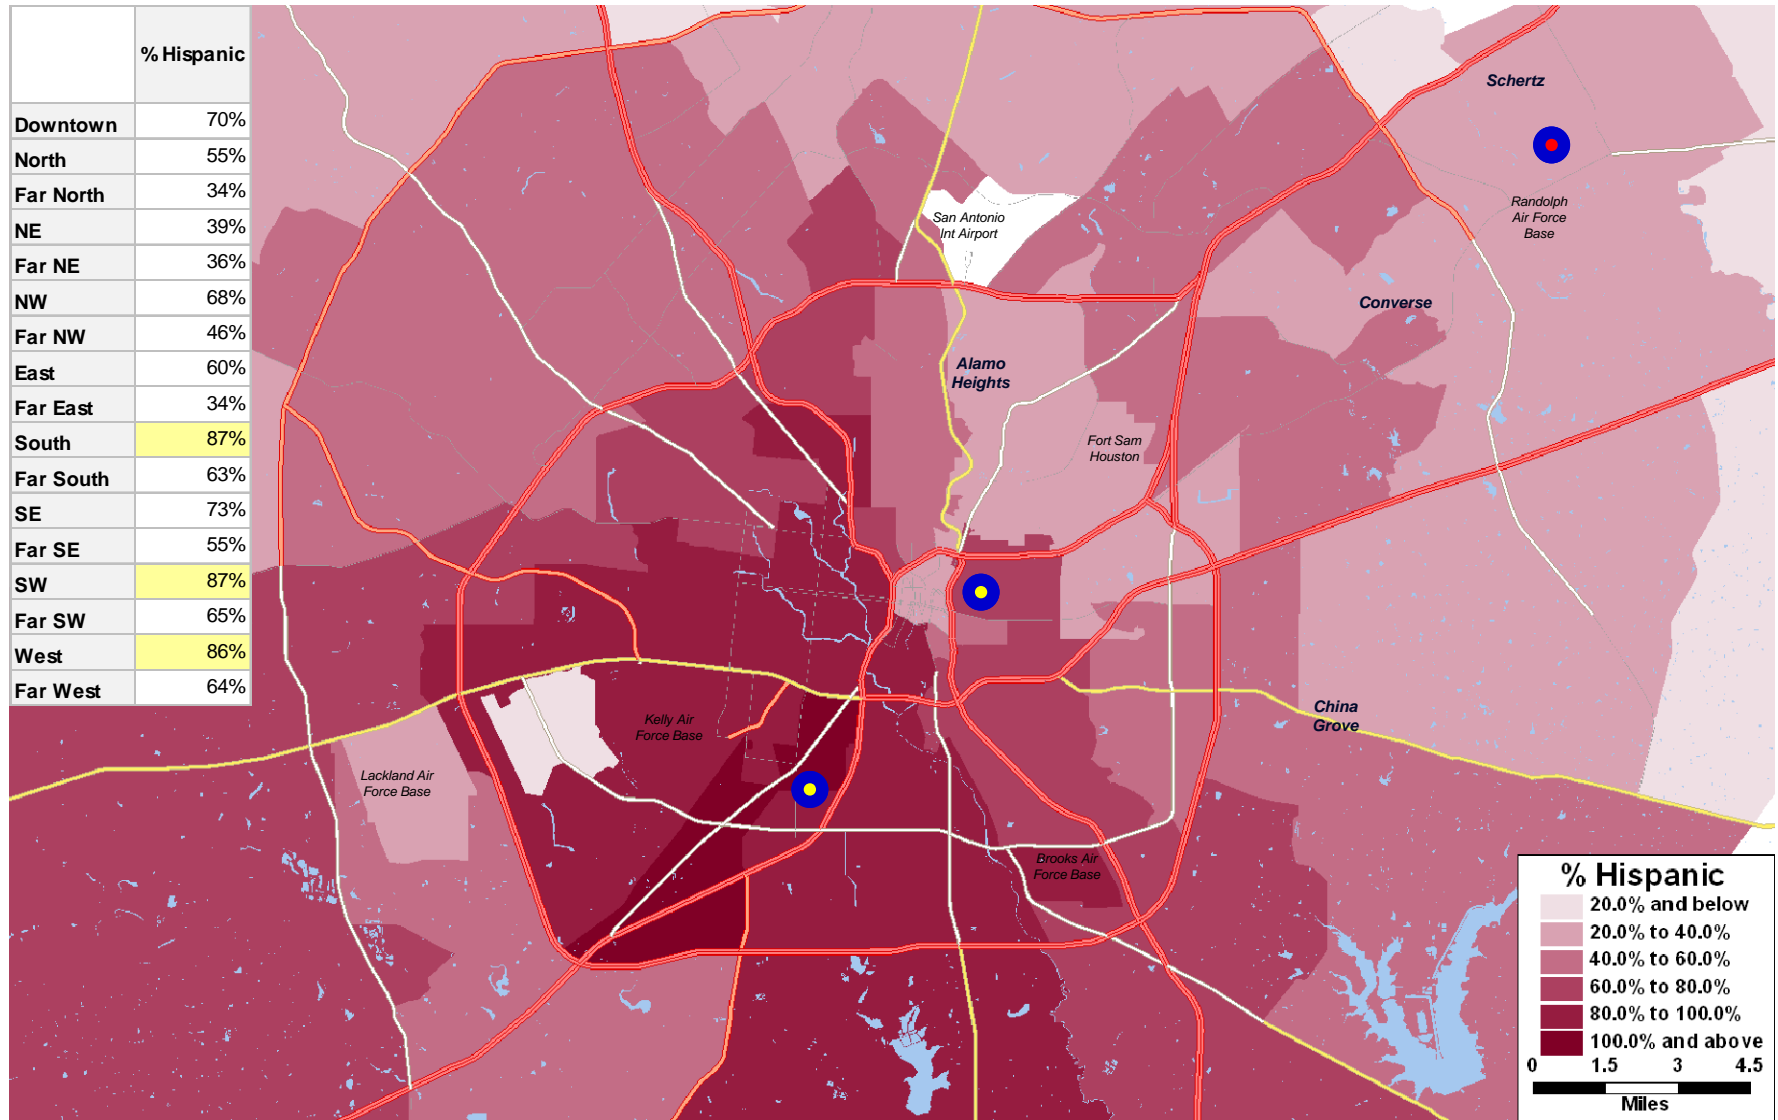 % Hispanic
Downtown 70%
North 55%
Far North 34%
NE 39%
Far NE 36%
NW 68%
Far NW 46%
East 60%
Far East 34%
South 87%
Far South 63%
SE 73%
Far SE 55%
SW 87%
Far SW 65%
West 86%
Far West 64%
Schertz
Randolph
Air Force
Base
San Antonio
Int Airport
Converse
Alamo
Heights
Fort Sam
Houston
China
Grove
Kelly Air
Force Base
Lackland Air
Force Base
Brooks Air
Force Base
% Hispanic
20.0% and below
20.0% to 40.0%
40.0% to 60.0%
60.0% to 80.0%
80.0% to 100.0%
100.0% and above
0 1.5 3 4.5
Miles